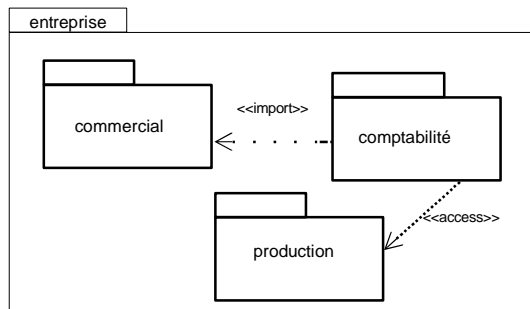 entreprise
<<import>>
commercial
comptabilité
<<access>>
production